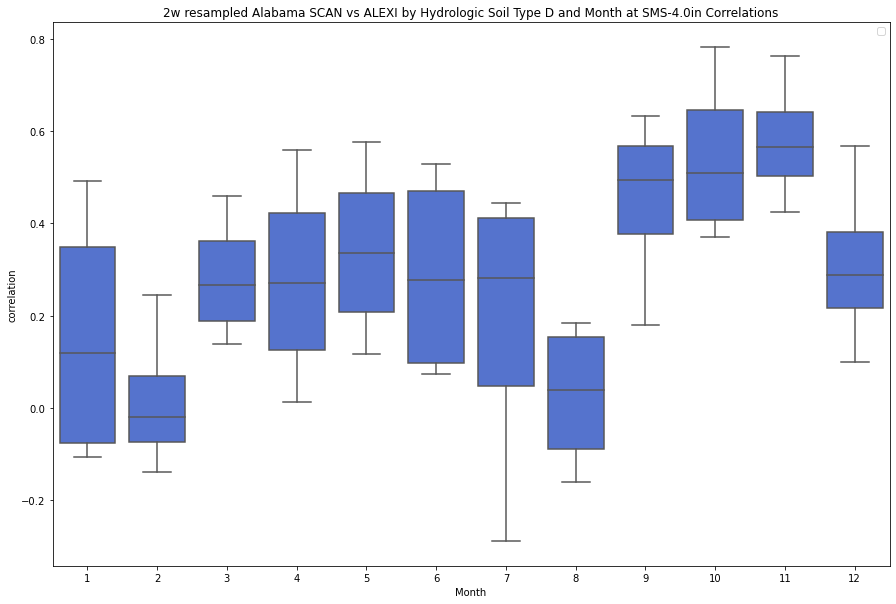 2w resampled Alabama SCAN vs ALEXI by Hydrologic Soil Type D and Month at SMS-4.0in Correlations
0.8
0.6
0.4
0.2
0.0
−0.2
correlation
1 2 3 4 5 6 7 8 9 10 11 12
Month